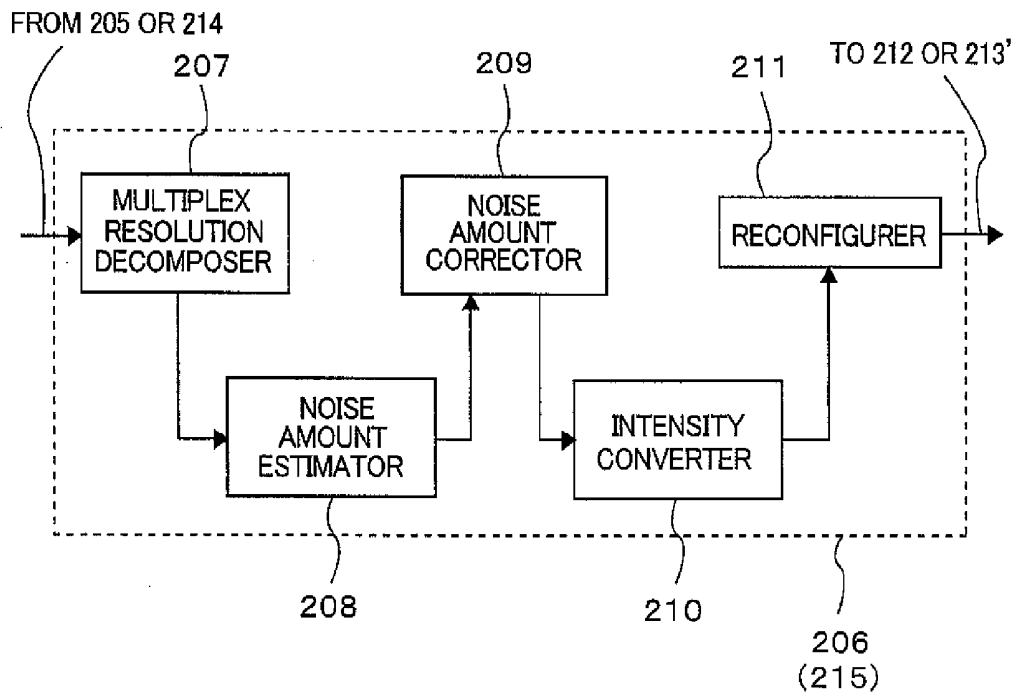 FROM 205 OR 214
TO 212 OR 213'
207
209
211
MULTIPLEX
RESOLUTION
DECOMPOSER
NOISE
AMOUNT
CORRECTOR
RECONFIGURER
NOISE
AMOUNT
ESTIMATOR
INTENSITY
CONVERTER
208
210
206
(215)